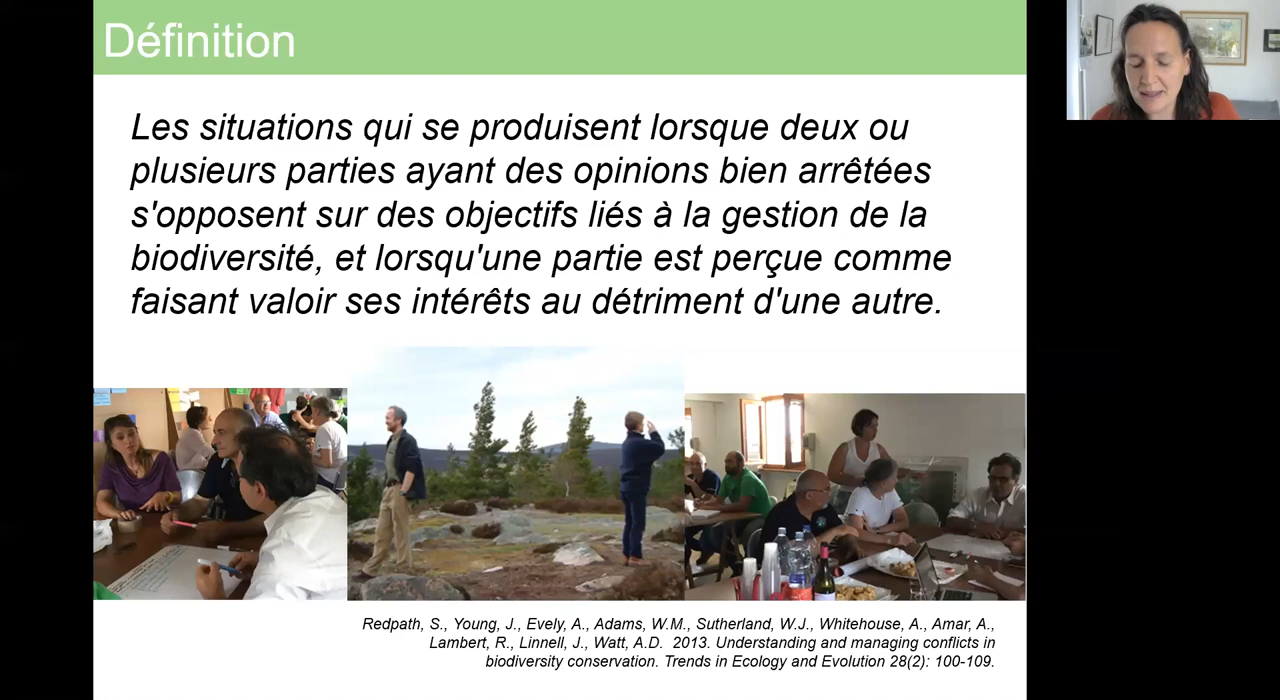 Définition
Les situations qui se produisent lorsque deux ou
plusieurs parties ayant des opinions bien arrêtées
s'opposent sur des objectifs liés à la gestion de la
biodiversité, et lorsqu'une partie est perçue comme
faisant valoir ses intérêts au détriment d'une autre.
Redpath, S., Young, J., Evely, A., Adams, W.M., Sutherland, W.J., Whitehouse, A., Amar, A.,
Lambert, R., Linnell, J., Watt, A.D. 2013. Understanding and managing conflicts in
biodiversity conservation. Trends in Ecology and Evolution 28(2): 100-109.